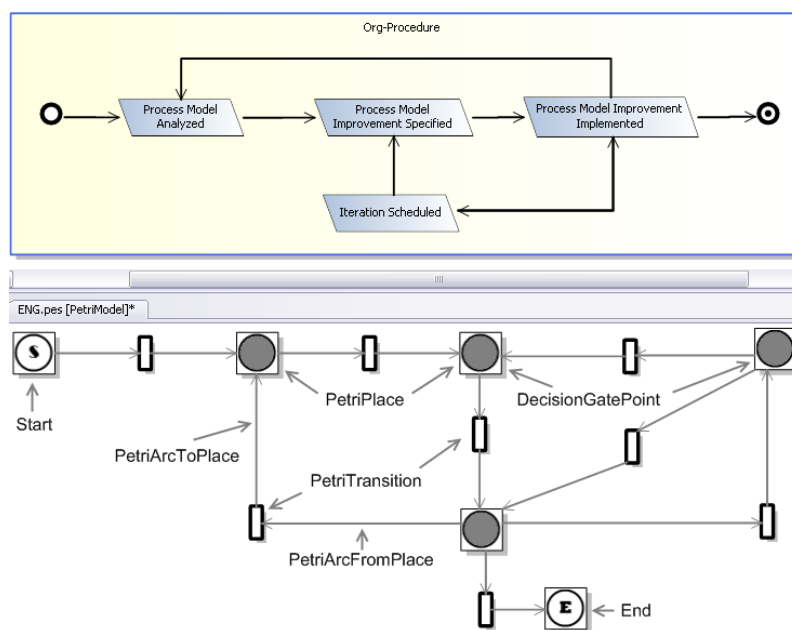 Org-Procedure
Process Model
Analyzed
Process Model
Improvement Specified
Process Model Improvement
Implemented
Iteration Scheduled
ENG.pes [PetriModel]*
S
PetriPlace
DecisionGatePoint
Start
PetriArcToPlace
PetriTransition
PetriArcFromPlace
E
End